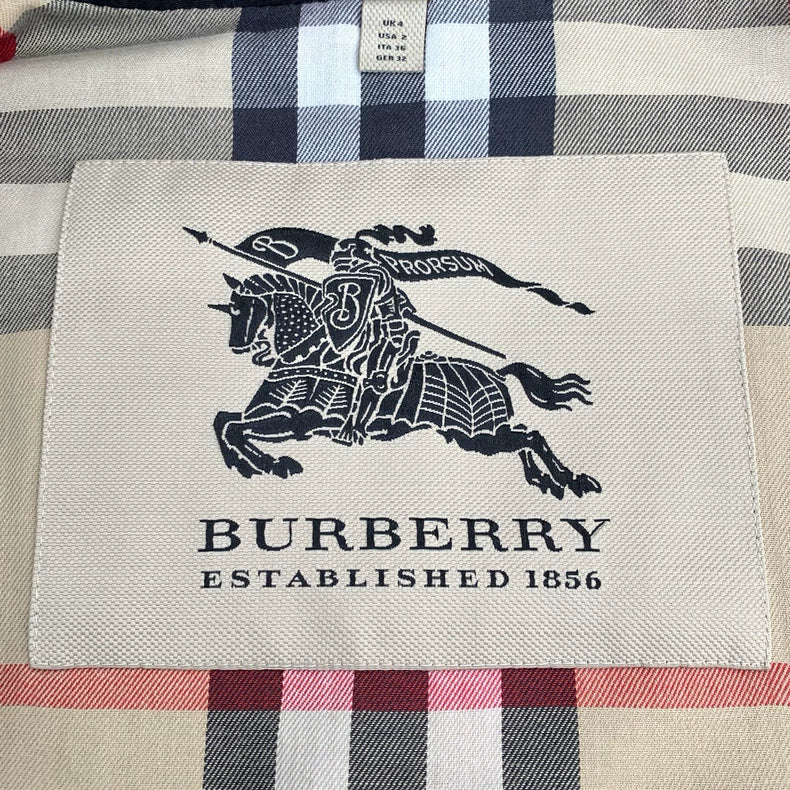 UK 4
USA 2
ITA 36
GER 32
B
PRORSUM
B
BURBERRY
ESTABLISHED 1856